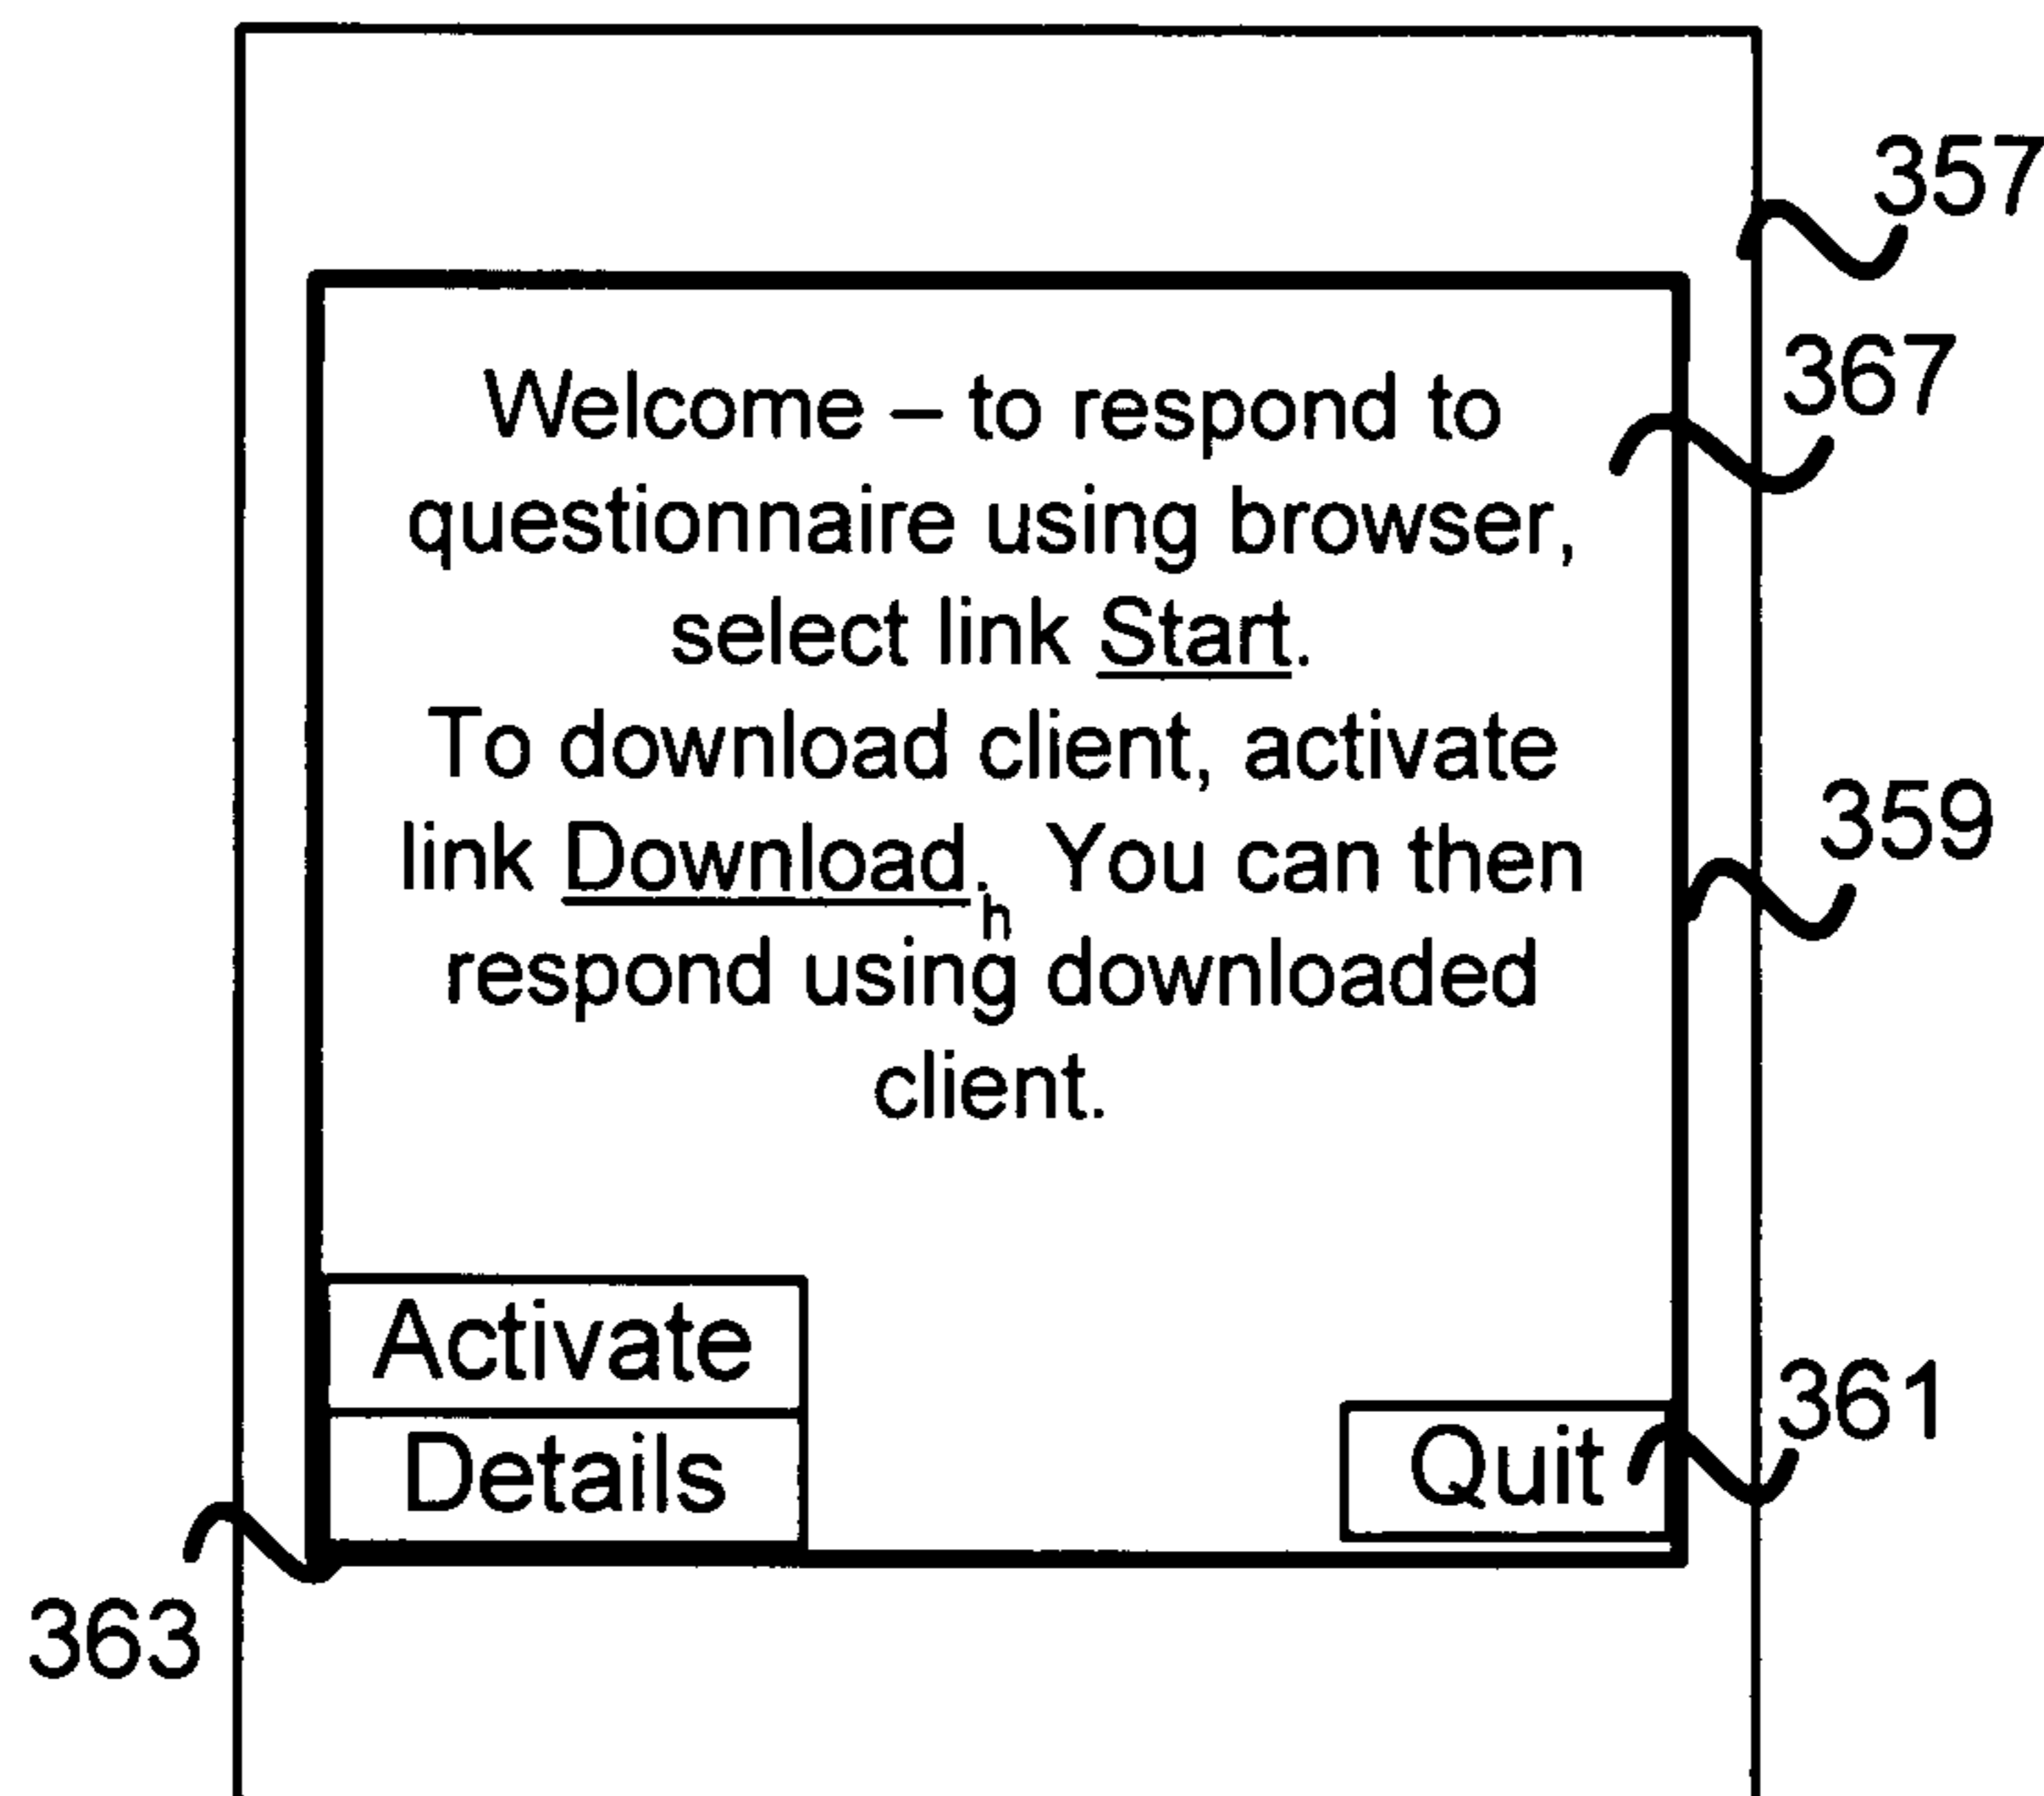 357
367
Welcome – to respond to
questionnaire using browser,
select link Start.
To download client, activate
link Download. You can then
h
respond using downloaded
client.
359
Activate
Details
Quit
361
363